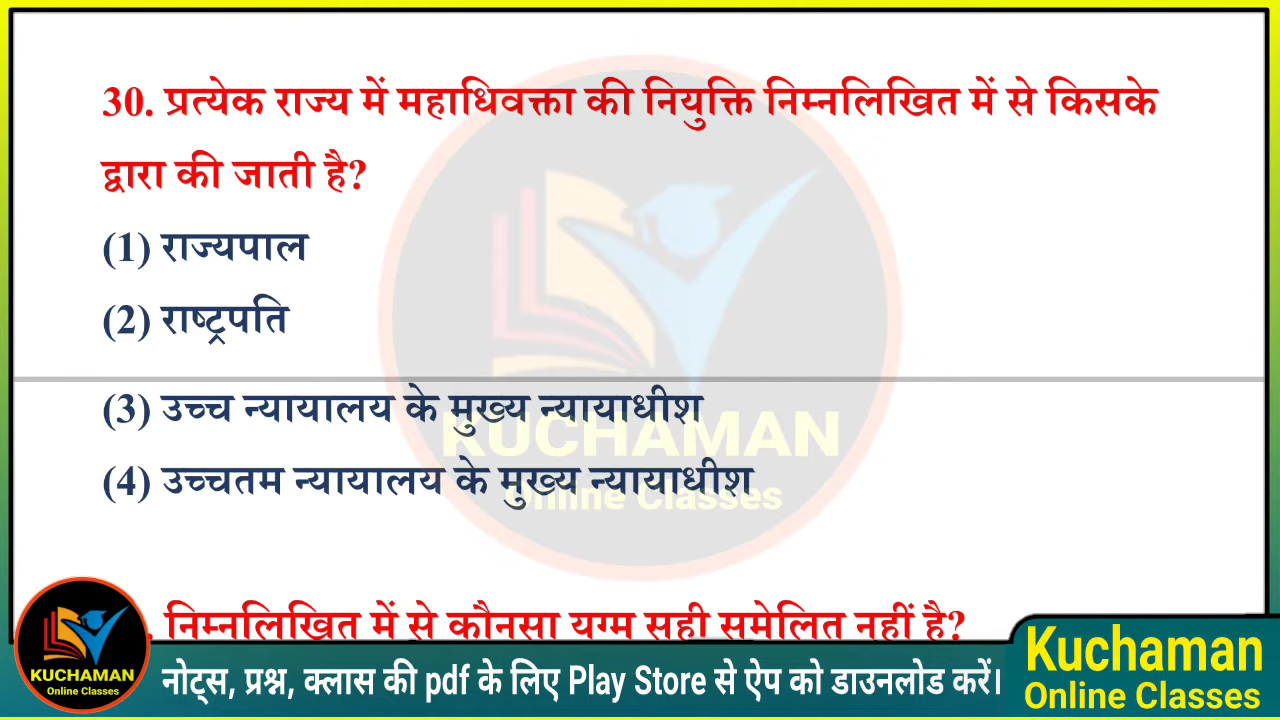 30. प्रत्येक राज्य में महाधिवक्ता की नियुक्ति निम्नलिखित में से किसके
द्वारा की जाती है?
(1) राज्यपाल
(2) राष्ट्रपति
(3) उच्च न्यायालय के मुख्य न्यायाधीश
(4) उच्चतम न्यायालय के मुख्य न्यायाधीश
KUCHAMAN
Online Classes
. निम्नलिखित में से कौनसा युग्म सही सुमेलित नहीं है?
KUCHAMAN
Online Classes
नोट्स, प्रश्न, क्लास की pdf के लिए Play Store से ऐप को डाउनलोड करें।
Kuchaman
Online Classes